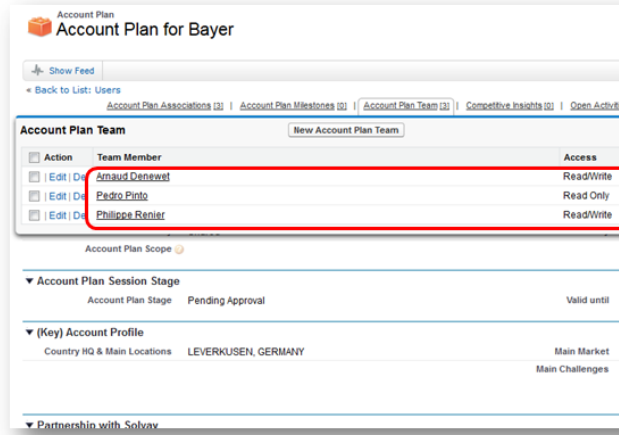 Account Plan
Account Plan for Bayer
Show Feed
« Back to List: Users
Account Plan Associations [3] | Account Plan Milestones [0] | Account Plan Team [3] | Competitive Insights [0] | Open Activit
Account Plan Team New Account Plan Team
Action Team Member Access
| Edit | De Arnaud Denewet Read/Write
| Edit | De Pedro Pinto Read Only
| Edit | De Philippe Renier Read/Write
Account Plan Scope
Account Plan Session Stage
Account Plan Stage Pending Approval Valid until
(Key) Account Profile
Country HQ & Main Locations LEVERKUSEN, GERMANY Main Market
Main Challenges
Partnership with Solvay